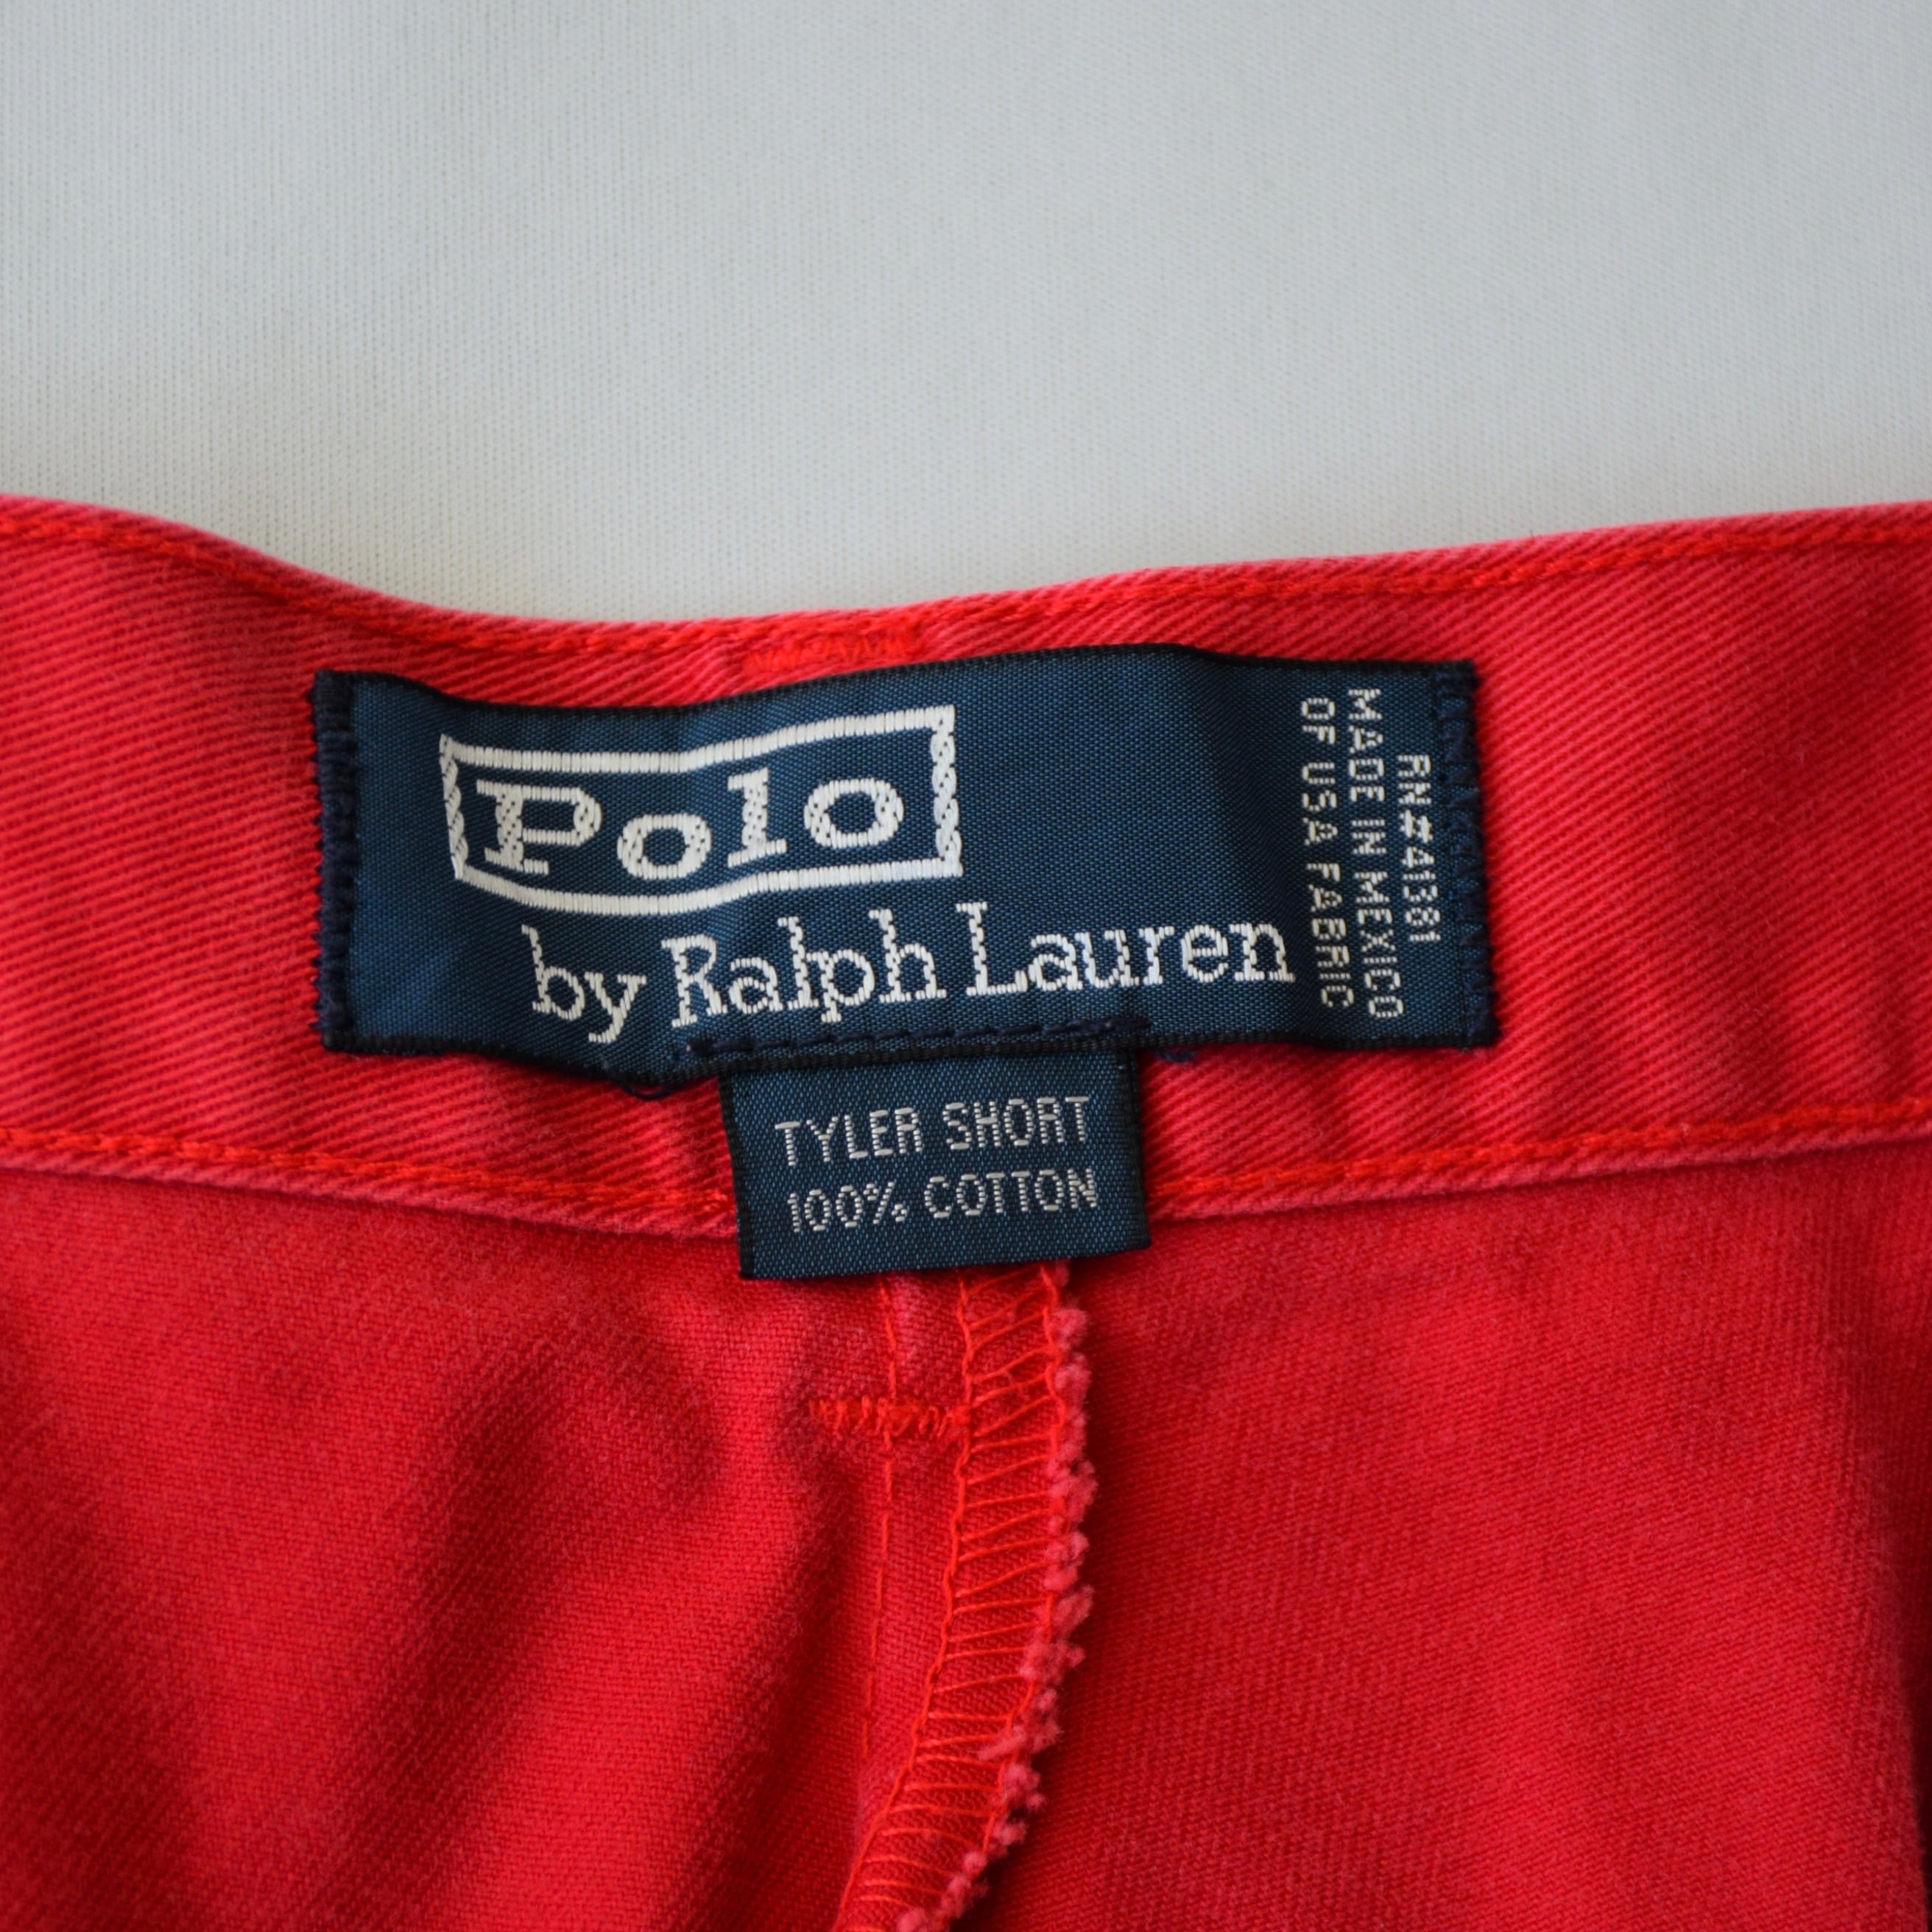 Polo
by Ralph Lauren
RN#41381
MADE IN MEXICO
OF USA FABRIC
TYLER SHORT
100% COTTON